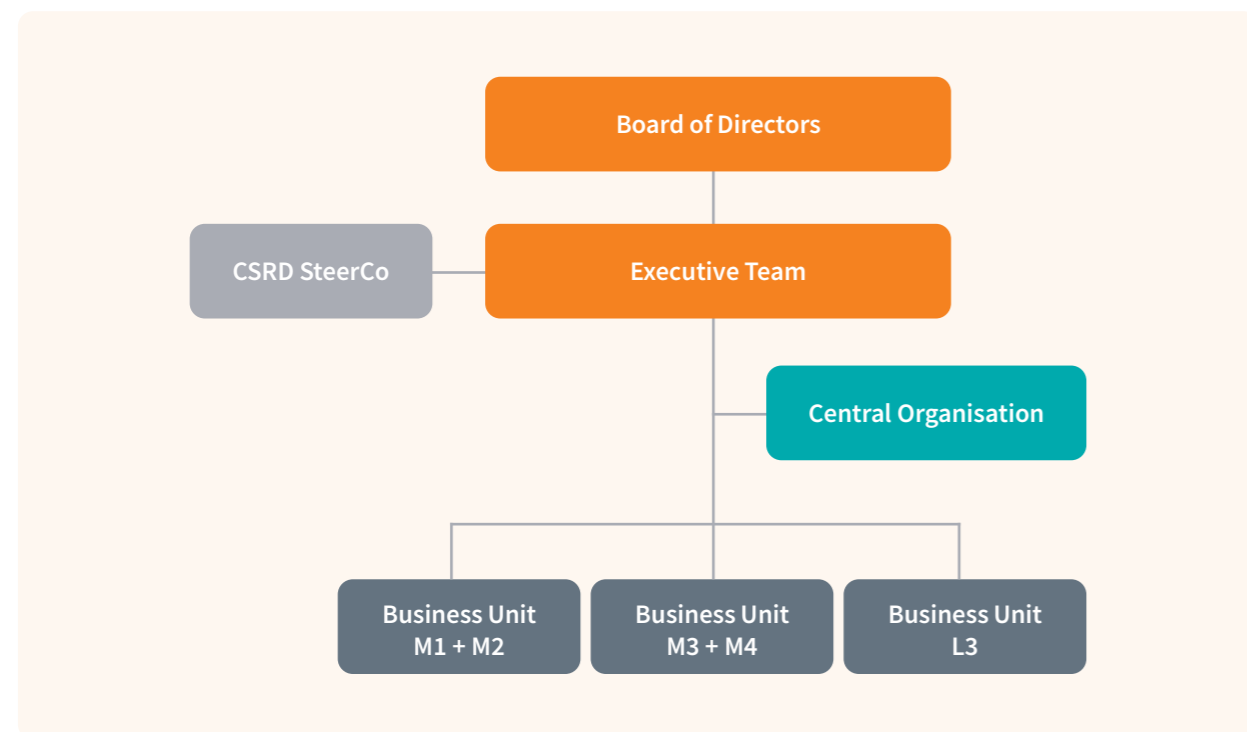 Board of Directors
CSRD SteerCo
Executive Team
Central Organisation
Business Unit
M1 + M2
Business Unit
M3 + M4
Business Unit
L3